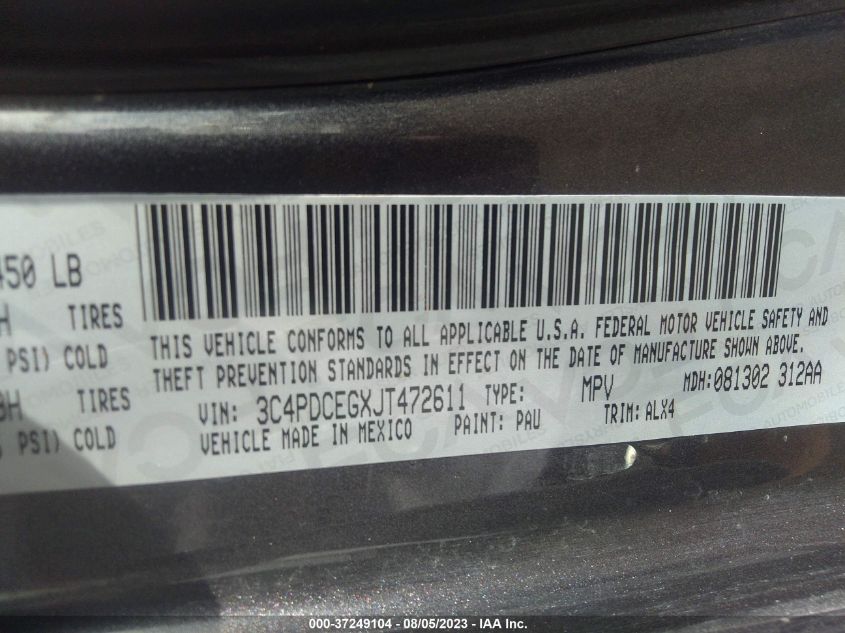 450 LB
H TIRES
PSI) COLD
THIS VEHICLE CONFORMS TO ALL APPLICABLE U.S.A. FEDERAL MOTOR VEHICLE SAFETY AND
THEFT PREVENTION STANDARDS IN EFFECT ON THE DATE OF MANUFACTURE SHOWN ABOVE.
H TIRES
PSI) COLD
VIN: 3C4PDCEGXJT472611 TYPE: MPV MDH:081302 312AA
VEHICLE MADE IN MEXICO PAINT: PAU TRIM: ALX4
000-37249104 - 08/05/2023 - IAA Inc.